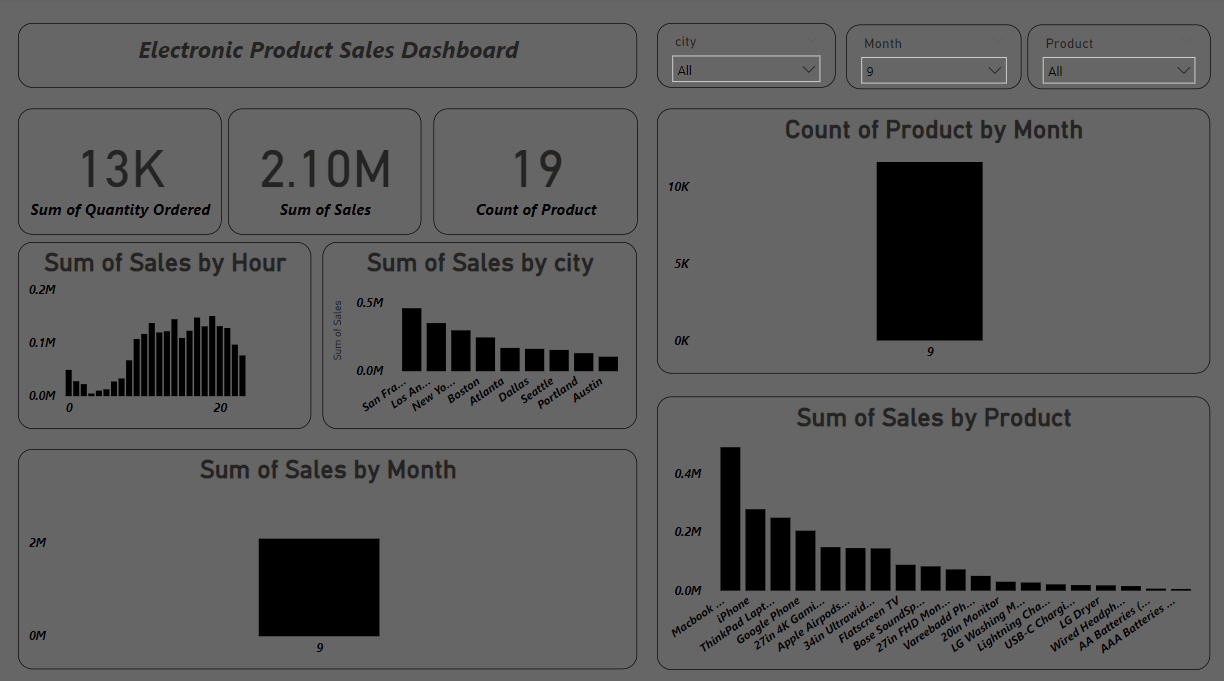 Electronic Product Sales Dashboard
city
All
Month
9
Product
All
13K
Sum of Quantity Ordered
2.10M
Sum of Sales
19
Count of Product
Count of Product by Month
10K
5K
0K
9
Sum of Sales by Hour
0.2M
0.1M
0.0M
0 20
Sum of Sales by city
Sum of Sales
0.5M
0.0M
San Fra...
Los An...
New Yo...
Boston
Atlanta
Dallas
Seattle
Portland
Austin
Sum of Sales by Month
2M
0M
9
Sum of Sales by Product
0.4M
0.2M
0.0M
Macbook ...
iPhone
ThinkPad Lapt...
Google Phone
27in 4K Gami...
Apple Airpods...
34in Ultrawid...
Flatscreen TV
Bose SoundSp...
27in FHD Mon...
Vareebadd Ph...
20in Monitor
LG Washing M...
Lightning Cha...
USB-C Chargi...
LG Dryer
Wired Headph...
AA Batteries (...
AAA Batteries ...